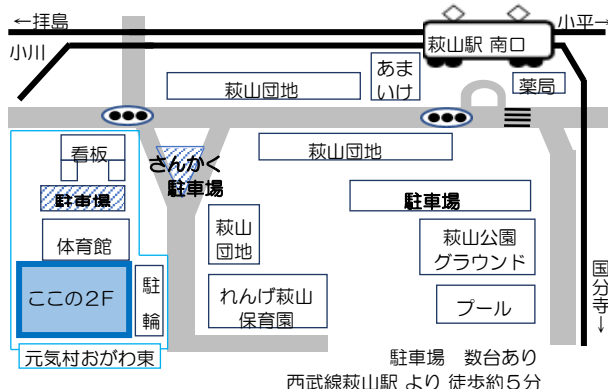 ←拝島
小平→
小川
萩山駅 南口
あま
いけ
薬局
萩山団地
看板
さんかく
駐車場
萩山団地
駐車場
駐車場
体育館
萩山
団地
萩山公園
グラウンド
ここの2F
駐
輪
れんげ萩山
保育園
プール
国分寺→
元気村おがわ東
駐車場 数台あり
西武線萩山駅 より 徒歩約5分